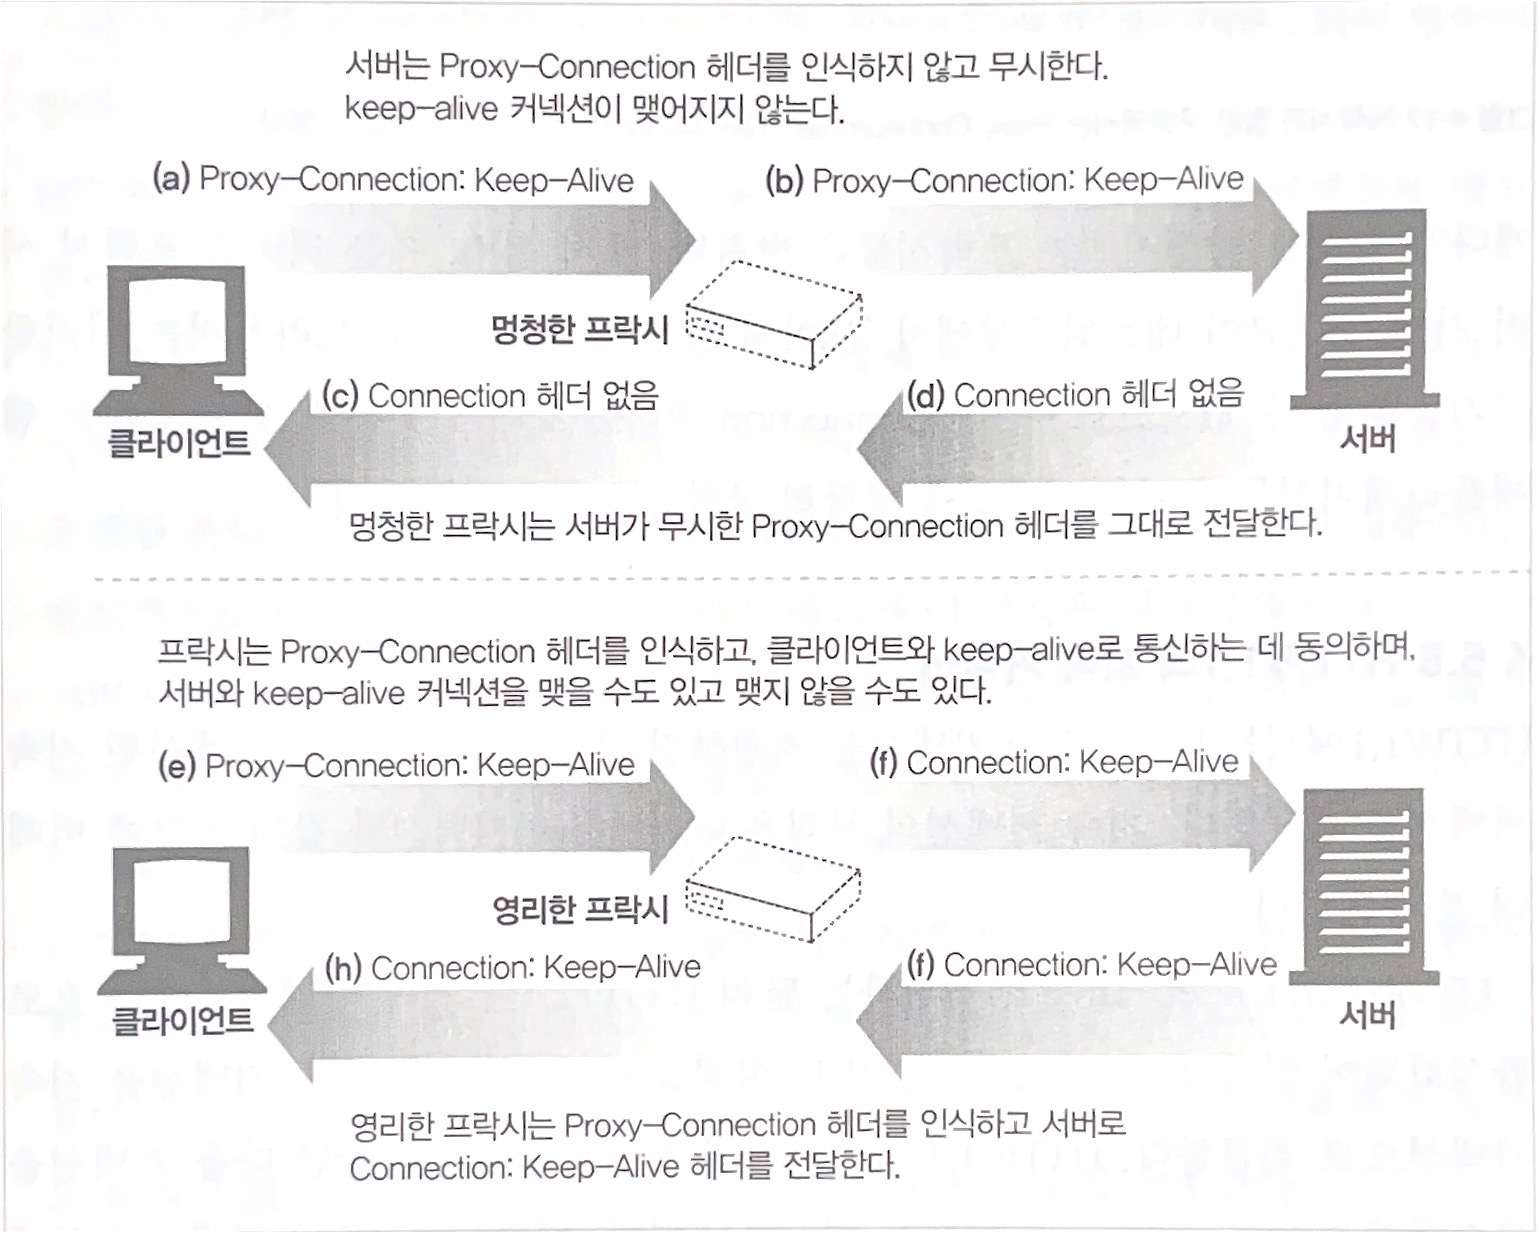 서버는 Proxy–Connection 헤더를 인식하지 않고 무시한다.
keep–alive 커넥션이 맺어지지 않는다.
(a) Proxy–Connection: Keep–Alive
(b) Proxy–Connection: Keep–Alive
멍청한 프락시
(c) Connection 헤더 없음
(d) Connection 헤더 없음
클라이언트
서버
멍청한 프락시는 서버가 무시한 Proxy–Connection 헤더를 그대로 전달한다.
프락시는 Proxy–Connection 헤더를 인식하고, 클라이언트와 keep–alive로 통신하는 데 동의하며,
서버와 keep–alive 커넥션을 맺을 수도 있고 맺지 않을 수도 있다.
(e) Proxy–Connection: Keep–Alive
(f) Connection: Keep–Alive
영리한 프락시
(h) Connection: Keep–Alive
(f) Connection: Keep–Alive
클라이언트
서버
영리한 프락시는 Proxy–Connection 헤더를 인식하고 서버로
Connection: Keep–Alive 헤더를 전달한다.